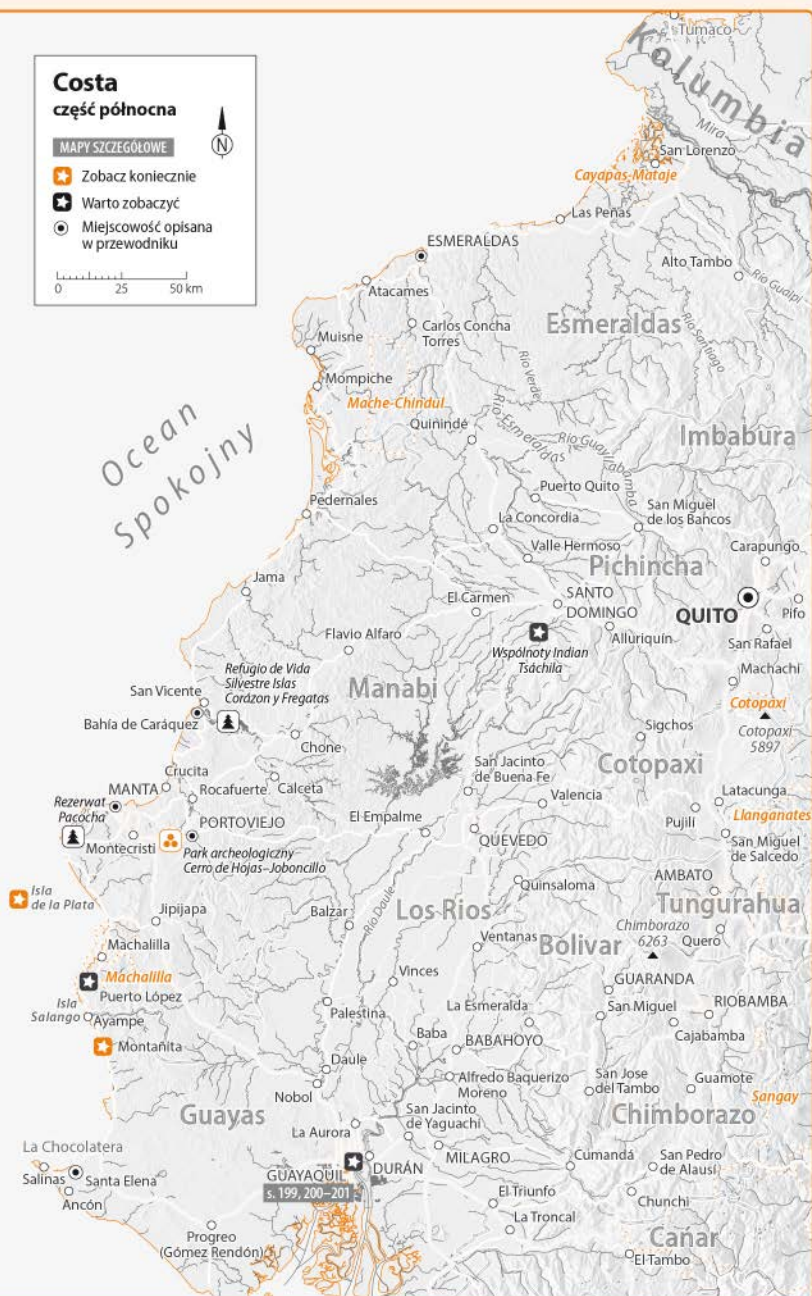 Costa
część północna
N
MAPY SZCZEGÓŁOWE
Zobacz koniecznie
Warto zobaczyć
Miejscowość opisana
w przewodniku
0 25 50 km
Tumaco
Kolumbia
Mira
San Lorenzo
Cayapas-Mataje
Las Peñas
ESMERALDAS
Alto Tambo
Río Guaipi
Atacames
Esmeraldas
Carlos Concha
Torres
Río Santiago
Muisne
Río Verde
Mompiche
Mache-Chindul
Ocean
Spokojny
Quinindé
Río Esmeraldas
Río Guayllabamba
Imbabura
Puerto Quito
Pedernales
San Miguel
de los Bancos
La Concordia
Valle Hermoso
Carapungo
Pichincha
Jama
El Carmen
SANTO
DOMINGO
QUITO
Pifo
Alluriquín
San Rafael
Flavio Alfaro
Wspólnoty Indian
Tsáchila
Refugio de Vida
Silvestre Islas
Corázon y Fregatas
Machachi
Manabi
San Vicente
Cotopaxi
Bahía de Caráquez
Cotopaxi
5897
Sigchos
Chone
San Jacinto
de Buena Fe
Cotopaxi
Crucita
Calceta
MANTA
Rocafuerte
Valencia
Latacunga
Rezerwat
Pacocha
El Empalme
PORTOVIEJO
Pujilí
Llanganates
Montecristi
QUEVEDO
San Miguel
de Salcedo
Park archeologiczny
Cerro de Hojas–Joboncillo
AMBATO
Quinsaloma
Isla
de la Plata
Río Daule
Los Rios
Tungurahua
Jipijapa
Balzar
Chimborazo
6263
Quero
Ventanas
Bolivar
Machalilla
Machalilla
Vinces
GUARANDA
Puerto López
La Esmeralda
RIOBAMBA
Isla
Salango
Palestina
San Miguel
Ayampe
Baba
BABAHOYO
Cajabamba
Montañita
Daule
Alfredo Baquerizo
Moreno
San Jose
del Tambo
Guamote
Nobol
Sangay
Guayas
San Jacinto
de Yaguachi
Chimborazo
La Aurora
La Chocolatera
MILAGRO
Cumandá
San Pedro
de Alausi
GUAYAQUIL
DURÁN
Salinas
Santa Elena
s. 199, 200–201
Ancón
El Triunfo
Chunchi
La Troncal
Progreo
(Gómez Rendón)
Cañar
El Tambo